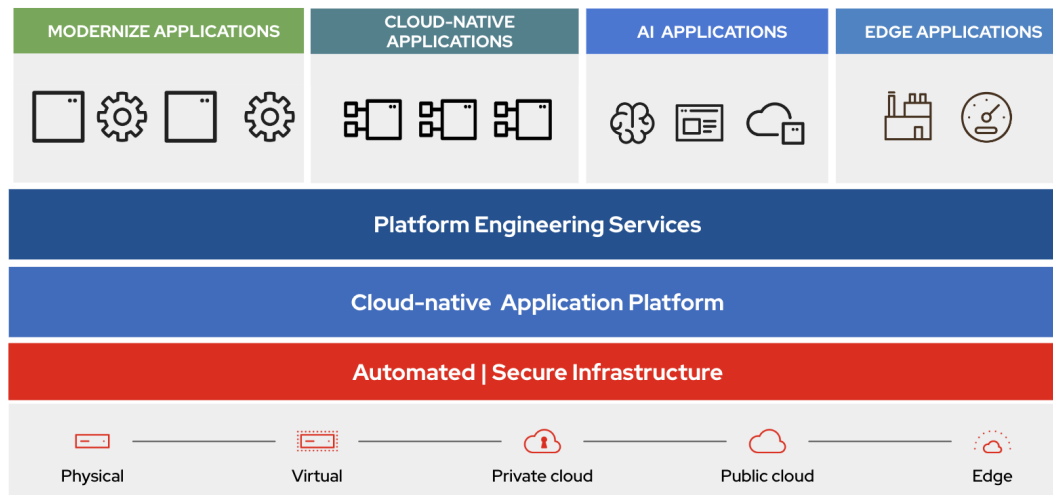 MODERNIZE APPLICATIONS
CLOUD-NATIVE
APPLICATIONS
AI APPLICATIONS
EDGE APPLICATIONS
Platform Engineering Services
Cloud-native Application Platform
Automated | Secure Infrastructure
Physical
Virtual
Private cloud
Public cloud
Edge